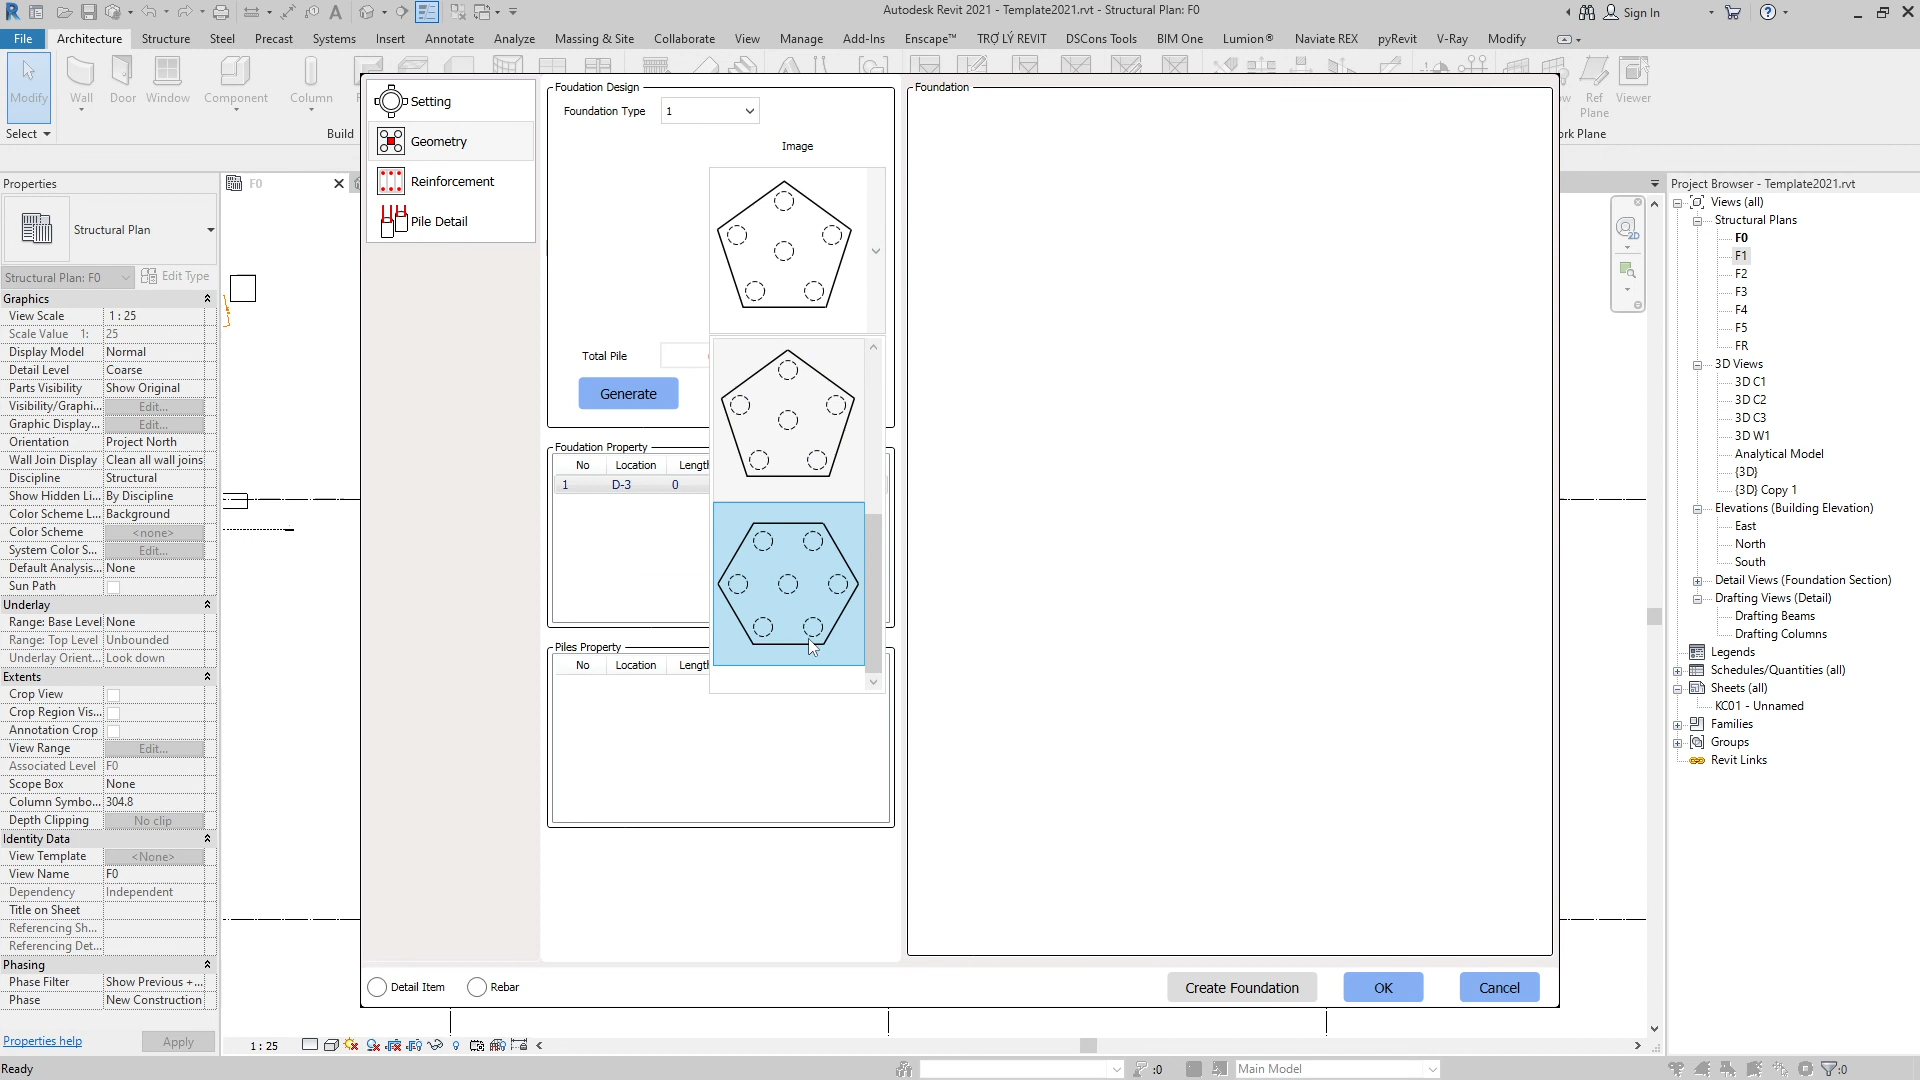 Autodesk Revit 2021 - Template2021.rvt - Structural Plan: F0
Sign In
File Architecture Structure Steel Precast Systems Insert Annotate Analyze Massing & Site Collaborate View Manage Add-Ins Enscape™ TRỢ LÝ REVIT DSCons Tools BIM One Lumion® Naviate REX pyRevit V-Ray Modify
Modify Wall Door Window Component Column
Ref Plane Viewer
Select Build
ork Plane
Properties
Structural Plan
Structural Plan: F0 Edit Type
Graphics
View Scale 1 : 25
Scale Value 1: 25
Display Model Normal
Detail Level Coarse
Parts Visibility Show Original
Visibility/Graphi... Edit...
Graphic Display... Edit...
Orientation Project North
Wall Join Display Clean all wall joins
Discipline Structural
Show Hidden Li... By Discipline
Color Scheme L... Background
Color Scheme <none>
System Color S... Edit...
Default Analysis... None
Sun Path
Underlay
Range: Base Level None
Range: Top Level Unbounded
Underlay Orient... Look down
Extents
Crop View
Crop Region Vis...
Annotation Crop
View Range Edit...
Associated Level F0
Scope Box None
Column Symbo... 304.8
Depth Clipping No clip
Identity Data
View Template <None>
View Name F0
Dependency Independent
Title on Sheet
Referencing Sh...
Referencing Det...
Phasing
Phase Filter Show Previous +...
Phase New Construction
Properties help Apply
F0
Setting
Geometry
Reinforcement
Pile Detail
Foudation Design
Foundation Type 1
Image
Total Pile
Generate
Foudation Property
No Location Lengt
1 D-3 0
Piles Property
No Location Lengt
Foundation
Detail Item Rebar
Create Foundation OK Cancel
Project Browser - Template2021.rvt
Views (all)
Structural Plans
F0
F1
F2
F3
F4
F5
FR
3D Views
3D C1
3D C2
3D C3
3D W1
Analytical Model
{3D}
{3D} Copy 1
Elevations (Building Elevation)
East
North
South
Detail Views (Foundation Section)
Drafting Views (Detail)
Drafting Beams
Drafting Columns
Legends
Schedules/Quantities (all)
Sheets (all)
KC01 - Unnamed
Families
Groups
Revit Links
1 : 25
Ready
:0
Main Model
:0